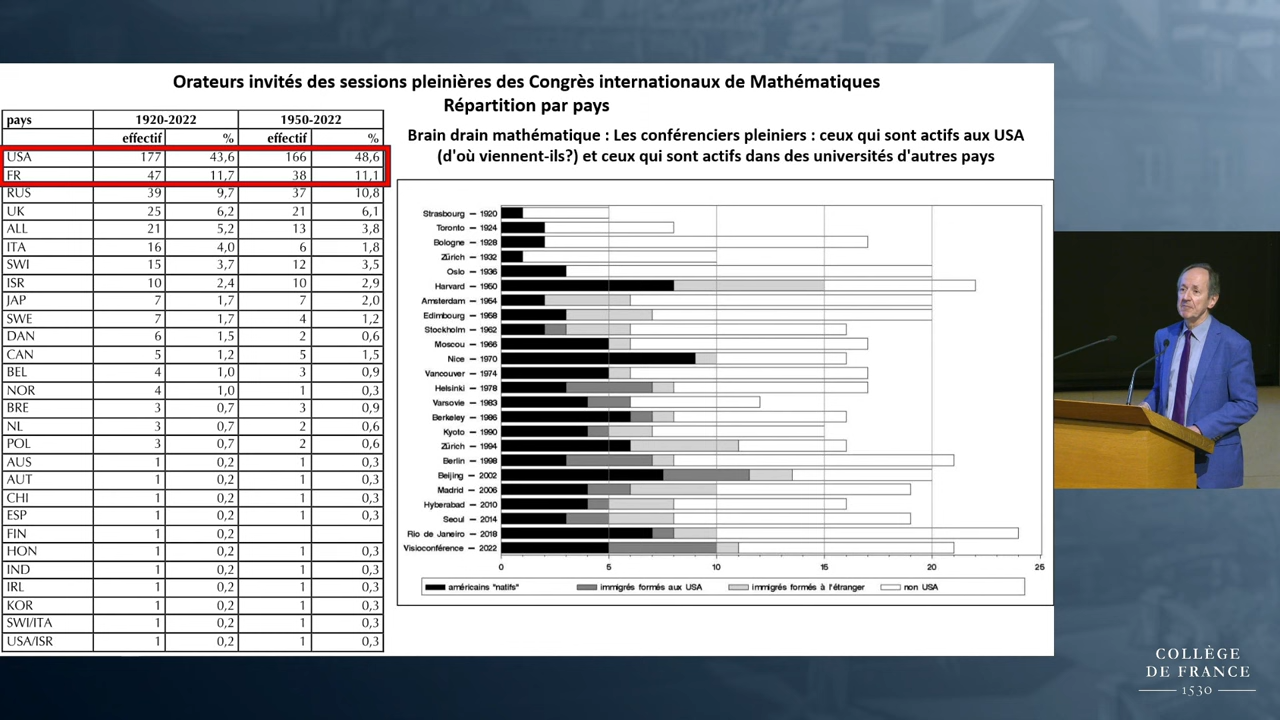 Orateurs invités des sessions pleinières des Congrès internationaux de Mathématiques
Répartition par pays
pays 1920-2022 1950-2022
effectif % effectif %
USA 177 43,6 166 48,6
FR 47 11,7 38 11,1
RUS 39 9,7 37 10,8
UK 25 6,2 21 6,1
ALL 21 5,2 13 3,8
ITA 16 4,0 6 1,8
SWI 15 3,7 12 3,5
ISR 10 2,4 10 2,9
JAP 7 1,7 7 2,0
SWE 7 1,7 4 1,2
DAN 6 1,5 2 0,6
CAN 5 1,2 5 1,5
BEL 4 1,0 3 0,9
NOR 4 1,0 1 0,3
BRE 3 0,7 3 0,9
NL 3 0,7 2 0,6
POL 3 0,7 2 0,6
AUS 1 0,2 1 0,3
AUT 1 0,2 1 0,3
CHI 1 0,2 1 0,3
ESP 1 0,2 1 0,3
FIN 1 0,2
HON 1 0,2 1 0,3
IND 1 0,2 1 0,3
IRL 1 0,2 1 0,3
KOR 1 0,2 1 0,3
SWI/ITA 1 0,2 1 0,3
USA/ISR 1 0,2 1 0,3
Brain drain mathématique : Les conférenciers pleiniers : ceux qui sont actifs aux USA
(d'où viennent-ils?) et ceux qui sont actifs dans des universités d'autres pays
Strasbourg – 1920
Toronto – 1924
Bologne – 1928
Zürich – 1932
Oslo – 1936
Harvard – 1950
Amsterdam – 1954
Edimbourg – 1958
Stockholm – 1962
Moscou – 1966
Nice – 1970
Vancouver – 1974
Helsinki – 1978
Varsovie – 1983
Berkeley – 1986
Kyoto – 1990
Zürich – 1994
Berlin – 1998
Beijing – 2002
Madrid – 2006
Hyberabad – 2010
Seoul – 2014
Rio de Janeiro – 2018
Visioconférence – 2022
0 5 10 15 20 25
américains "natifs" immigrés formés aux USA immigrés formés à l'étranger non USA
COLLÈGE
DE FRANCE
1530